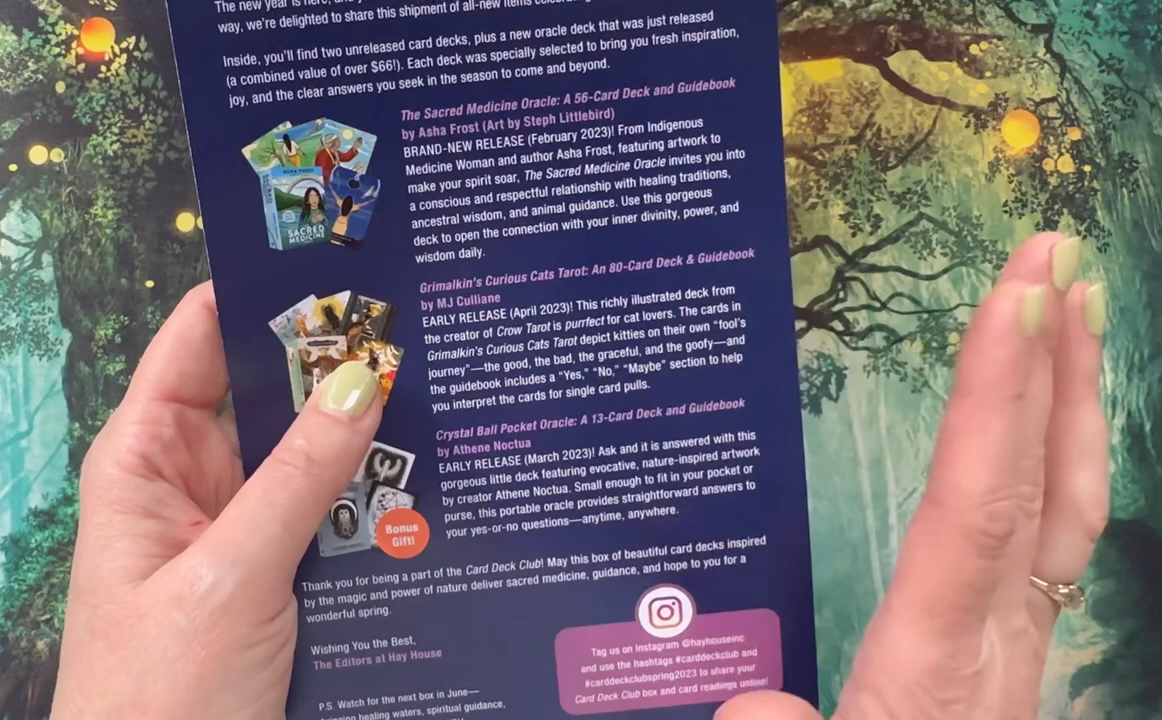 The new year is here, and
way, we're delighted to share this shipment of all-new items
Inside, you'll find two unreleased card decks, plus a new oracle deck that was just released
(a combined value of over $66!). Each deck was specially selected to bring you fresh inspiration,
joy, and the clear answers you seek in the season to come and beyond.
The Sacred Medicine Oracle: A 56-Card Deck and Guidebook
by Asha Frost (Art by Steph Littlebird)
BRAND-NEW RELEASE (February 2023)! From Indigenous
Medicine Woman and author Asha Frost, featuring artwork to
make your spirit soar, The Sacred Medicine Oracle invites you into
a conscious and respectful relationship with healing traditions,
ancestral wisdom, and animal guidance. Use this gorgeous
deck to open the connection with your inner divinity, power, and
wisdom daily.
ASHA FROST
SACRED
MEDICINE
Grimalkin's Curious Cats Tarot: An 80-Card Deck & Guidebook
by MJ Cullinane
EARLY RELEASE (April 2023)! This richly illustrated deck from
the creator of Crow Tarot is purrfect for cat lovers. The cards in
Grimalkin's Curious Cats Tarot depict kitties on their own "fool's
journey"—the good, the bad, the graceful, and the goofy—and
the guidebook includes a "Yes," "No," "Maybe" section to help
you interpret the cards for single card pulls.
Crystal Ball Pocket Oracle: A 13-Card Deck and Guidebook
by Athene Noctua
EARLY RELEASE (March 2023)! Ask and it is answered with this
gorgeous little deck featuring evocative, nature-inspired artwork
by creator Athene Noctua. Small enough to fit in your pocket or
purse, this portable oracle provides straightforward answers to
your yes-or-no questions—anytime, anywhere.
Bonus
Gift!
Thank you for being a part of the Card Deck Club! May this box of beautiful card decks inspired
by the magic and power of nature deliver sacred medicine, guidance, and hope to you for a
wonderful spring.
Wishing You the Best,
The Editors at Hay House
Tag us on Instagram @hayhouseinc
and use the hashtags #carddeckclub and
#carddeckclubspring2023 to share your
Card Deck Club box and card readings online!
P.S. Watch for the next box in June—
bringing healing waters, spiritual guidance,